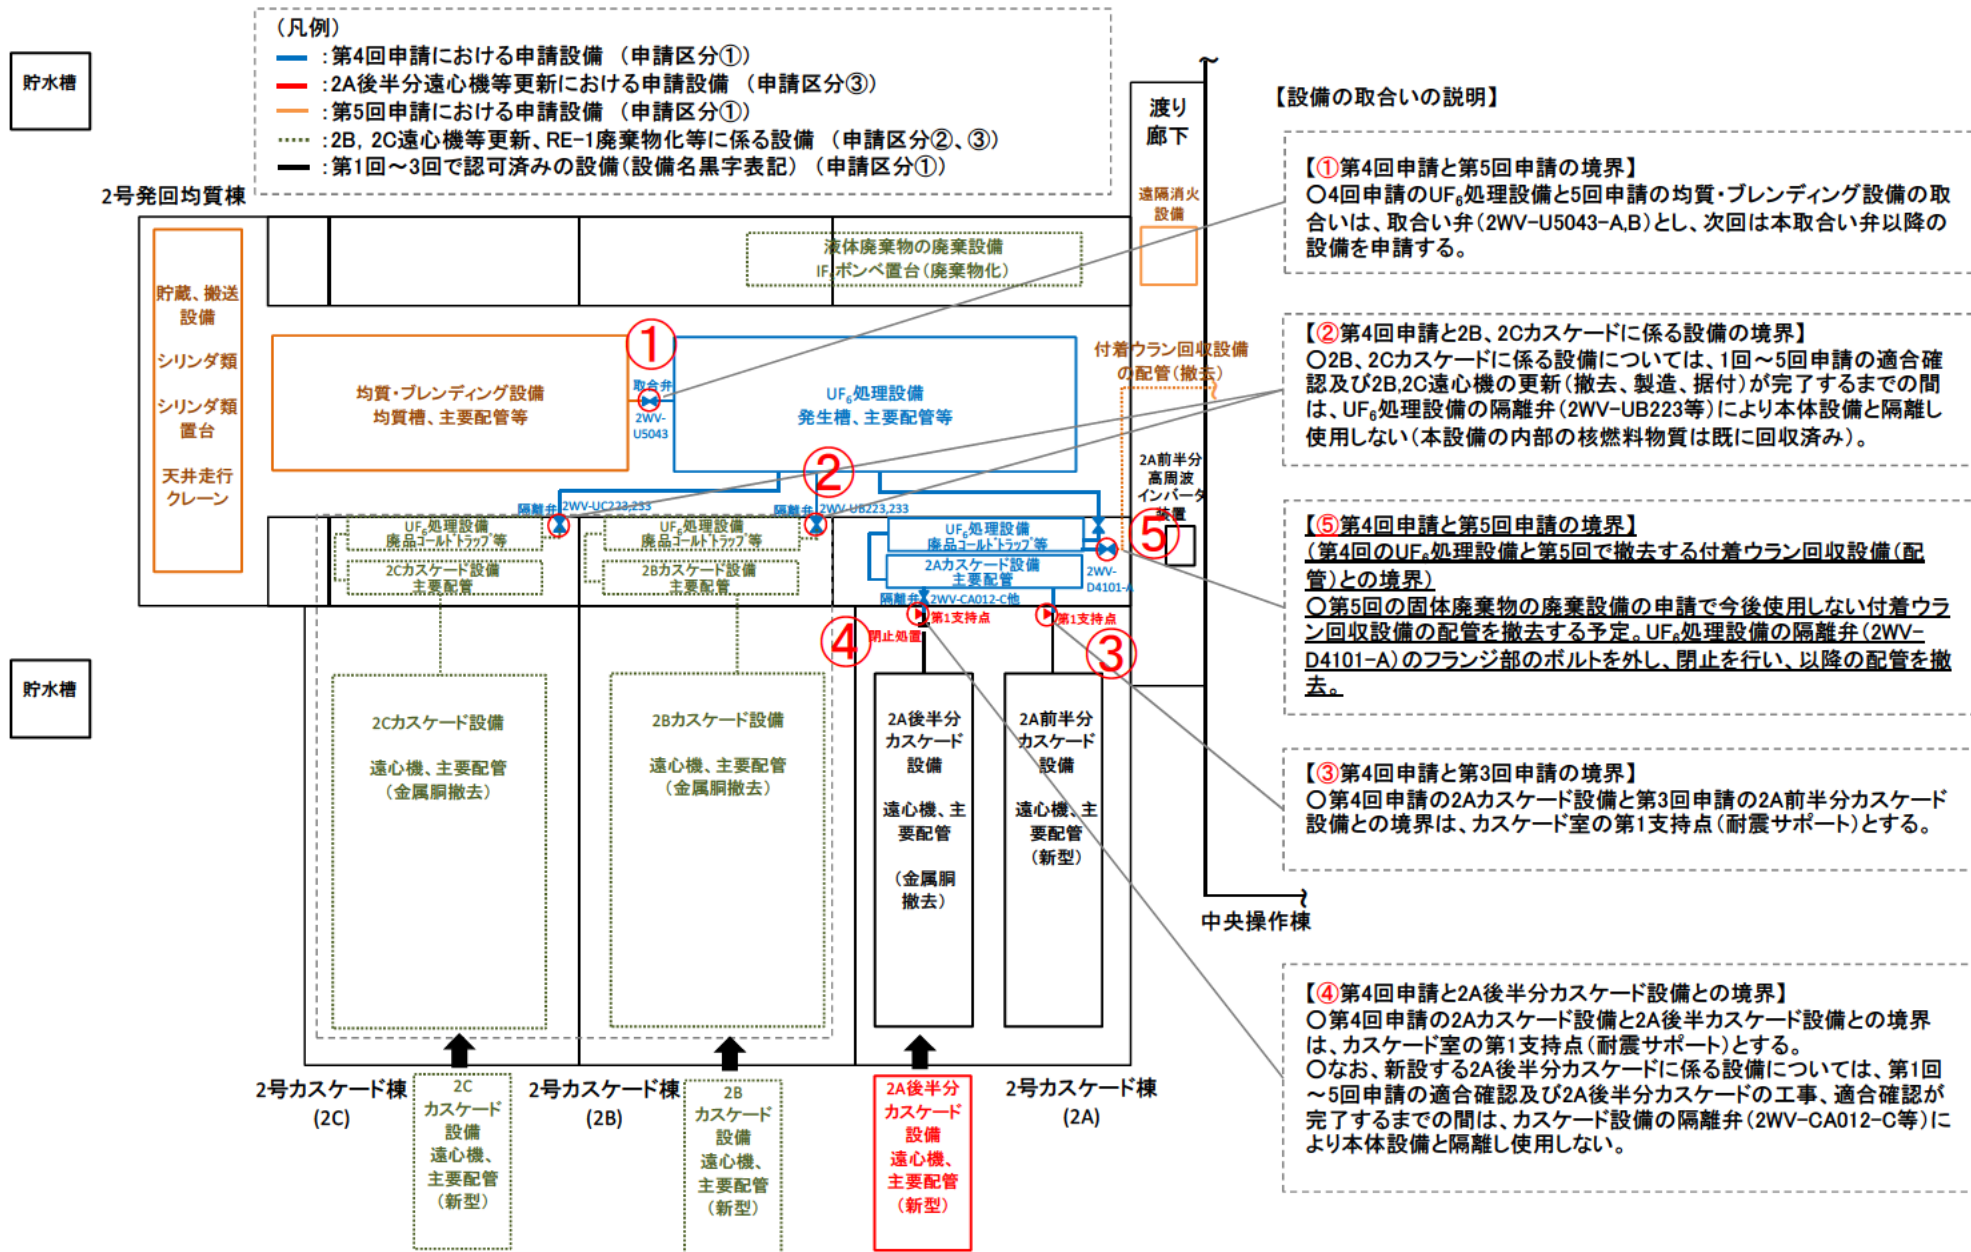 (凡例)
:第4回申請における申請設備 (申請区分①)
:2A後半分遠心機等更新における申請設備 (申請区分③)
:第5回申請における申請設備 (申請区分①)
:2B, 2C遠心機等更新、RE-1廃棄物化等に係る設備 (申請区分②、③)
:第1回~3回で認可済みの設備(設備名黒字表記) (申請区分①)
貯水槽
貯水槽
2号発回均質棟
貯蔵、搬送
設備
シリンダ類
シリンダ類
置台
天井走行
クレーン
液体廃棄物の廃棄設備
IF₇ボンベ置台(廃棄物化)
均質・ブレンディング設備
均質槽、主要配管等
①
取合弁
2WV-
U5043
UF₆処理設備
発生槽、主要配管等
②
渡り
廊下
遠隔消火
設備
付着ウラン回収設備
の配管(撤去)
2A前半分
高周波
インバータ
装置
⑤
隔離弁
2WV-UC223,233
隔離弁
2WV-UB223,233
UF₆処理設備
廃品コールドトラップ等
2Cカスケード設備
主要配管
UF₆処理設備
廃品コールドトラップ等
2Bカスケード設備
主要配管
UF₆処理設備
廃品コールドトラップ等
2Aカスケード設備
主要配管
2WV-
D4101-A
隔離弁
2WV-CA012-C他
第1支持点
第1支持点
閉止処置
④
③
2Cカスケード設備
遠心機、主要配管
(金属胴撤去)
2Bカスケード設備
遠心機、主要配管
(金属胴撤去)
2A後半分
カスケード
設備
遠心機、主
要配管
(金属胴
撤去)
2A前半分
カスケード
設備
遠心機、主
要配管
(新型)
中央操作棟
2号カスケード棟
(2C)
2C
カスケード
設備
遠心機、
主要配管
(新型)
2号カスケード棟
(2B)
2B
カスケード
設備
遠心機、
主要配管
(新型)
2A後半分
カスケード
設備
遠心機、
主要配管
(新型)
2号カスケード棟
(2A)
【設備の取合いの説明】
【①第4回申請と第5回申請の境界】
○4回申請のUF₆処理設備と5回申請の均質・ブレンディング設備の取
合いは、取合い弁(2WV-U5043-A,B)とし、次回は本取合い弁以降の
設備を申請する。
【②第4回申請と2B、2Cカスケードに係る設備の境界】
○2B、2Cカスケードに係る設備については、1回~5回申請の適合確
認及び2B,2C遠心機の更新(撤去、製造、据付)が完了するまでの間
は、UF₆処理設備の隔離弁(2WV-UB223等)により本体設備と隔離し
使用しない(本設備の内部の核燃料物質は既に回収済み)。
【⑤第4回申請と第5回申請の境界】
(第4回のUF₆処理設備と第5回で撤去する付着ウラン回収設備(配
管)との境界)
○第5回の固体廃棄物の廃棄設備の申請で今後使用しない付着ウラ
ン回収設備の配管を撤去する予定。UF₆処理設備の隔離弁(2WV-
D4101-A)のフランジ部のボルトを外し、閉止を行い、以降の配管を撤
去。
【③第4回申請と第3回申請の境界】
○第4回申請の2Aカスケード設備と第3回申請の2A前半分カスケード
設備との境界は、カスケード室の第1支持点(耐震サポート)とする。
【④第4回申請と2A後半分カスケード設備との境界】
○第4回申請の2Aカスケード設備と2A後半カスケード設備との境界
は、カスケード室の第1支持点(耐震サポート)とする。
○なお、新設する2A後半分カスケードに係る設備については、第1回
~5回申請の適合確認及び2A後半分カスケードの工事、適合確認が
完了するまでの間は、カスケード設備の隔離弁(2WV-CA012-C等)に
より本体設備と隔離し使用しない。